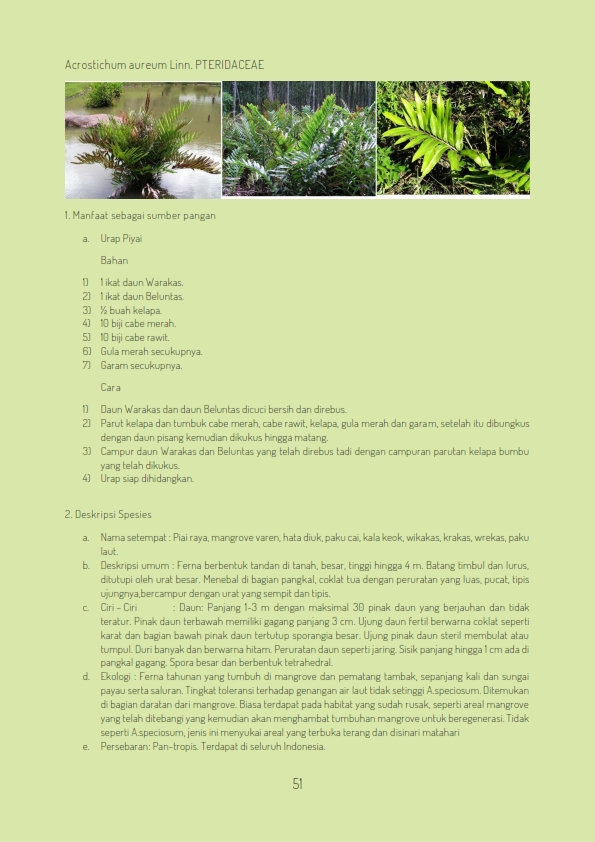 Acrostichum aureum Linn. PTERIDACEAE
1. Manfaat sebagai sumber pangan
a. Urap Piyai
Bahan
1) 1 ikat daun Warakas.
2) 1 ikat daun Beluntas.
3) ½ buah kelapa.
4) 10 biji cabe merah.
5) 10 biji cabe rawit.
6) Gula merah secukupnya.
7) Garam secukupnya.
Cara
1) Daun Warakas dan daun Beluntas dicuci bersih dan direbus.
2) Parut kelapa dan tumbuk cabe merah, cabe rawit, kelapa, gula merah dan garam, setelah itu dibungkus
dengan daun pisang kemudian dikukus hingga matang.
3) Campur daun Warakas dan Beluntas yang telah direbus tadi dengan campuran parutan kelapa bumbu
yang telah dikukus.
4) Urap siap dihidangkan.
2. Deskripsi Spesies
a. Nama setempat : Piai raya, mangrove varen, hata diuk, paku cai, kala keok, wikakas, krakas, wrekas, paku
laut.
b. Deskripsi umum : Ferna berbentuk tandan di tanah, besar, tinggi hingga 4 m. Batang timbul dan lurus,
ditutupi oleh urat besar. Menebal di bagian pangkal, coklat tua dengan peruratan yang luas, pucat, tipis
ujungnya,bercampur dengan urat yang sempit dan tipis.
c. Ciri – Ciri : Daun: Panjang 1-3 m dengan maksimal 30 pinak daun yang berjauhan dan tidak
teratur. Pinak daun terbawah memiliki gagang panjang 3 cm. Ujung daun fertil berwarna coklat seperti
karat dan bagian bawah pinak daun tertutup sporangia besar. Ujung pinak daun steril membulat atau
tumpul. Duri banyak dan berwarna hitam. Peruratan daun seperti jaring. Sisik panjang hingga 1 cm ada di
pangkal gagang. Spora besar dan berbentuk tetrahedral.
d. Ekologi : Ferna tahunan yang tumbuh di mangrove dan pematang tambak, sepanjang kali dan sungai
payau serta saluran. Tingkat toleransi terhadap genangan air laut tidak setinggi A.speciosum. Ditemukan
di bagian daratan dari mangrove. Biasa terdapat pada habitat yang sudah rusak, seperti areal mangrove
yang telah ditebangi yang kemudian akan menghambat tumbuhan mangrove untuk beregenerasi. Tidak
seperti A.speciosum, jenis ini menyukai areal yang terbuka terang dan disinari matahari
e. Persebaran: Pan-tropis. Terdapat di seluruh Indonesia.
51